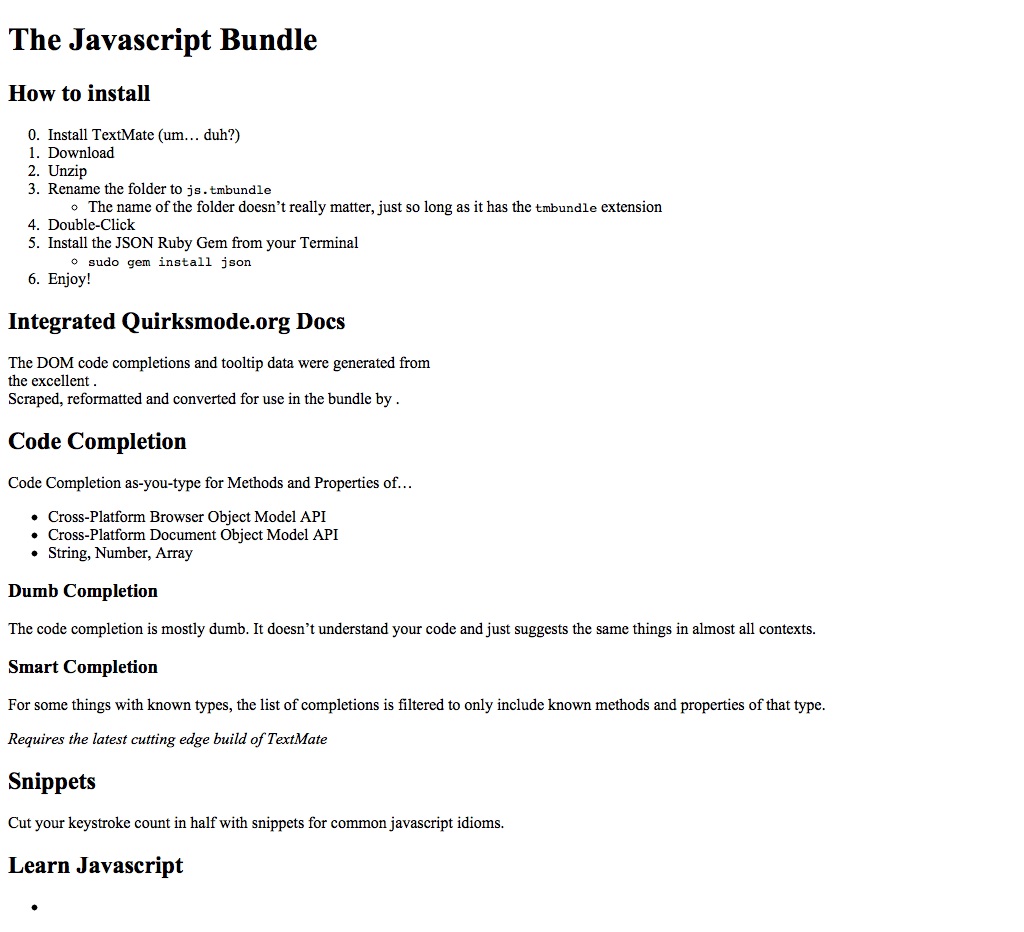 The Javascript Bundle
How to install
0. Install TextMate (um… duh?)
1. Download
2. Unzip
3. Rename the folder to js.tmbundle
◦ The name of the folder doesn’t really matter, just so long as it has the tmbundle extension
4. Double-Click
5. Install the JSON Ruby Gem from your Terminal
◦ sudo gem install json
6. Enjoy!
Integrated Quirksmode.org Docs
The DOM code completions and tooltip data were generated from
the excellent .
Scraped, reformatted and converted for use in the bundle by .
Code Completion
Code Completion as-you-type for Methods and Properties of…
• Cross-Platform Browser Object Model API
• Cross-Platform Document Object Model API
• String, Number, Array
Dumb Completion
The code completion is mostly dumb. It doesn’t understand your code and just suggests the same things in almost all contexts.
Smart Completion
For some things with known types, the list of completions is filtered to only include known methods and properties of that type.
Requires the latest cutting edge build of TextMate
Snippets
Cut your keystroke count in half with snippets for common javascript idioms.
Learn Javascript
•